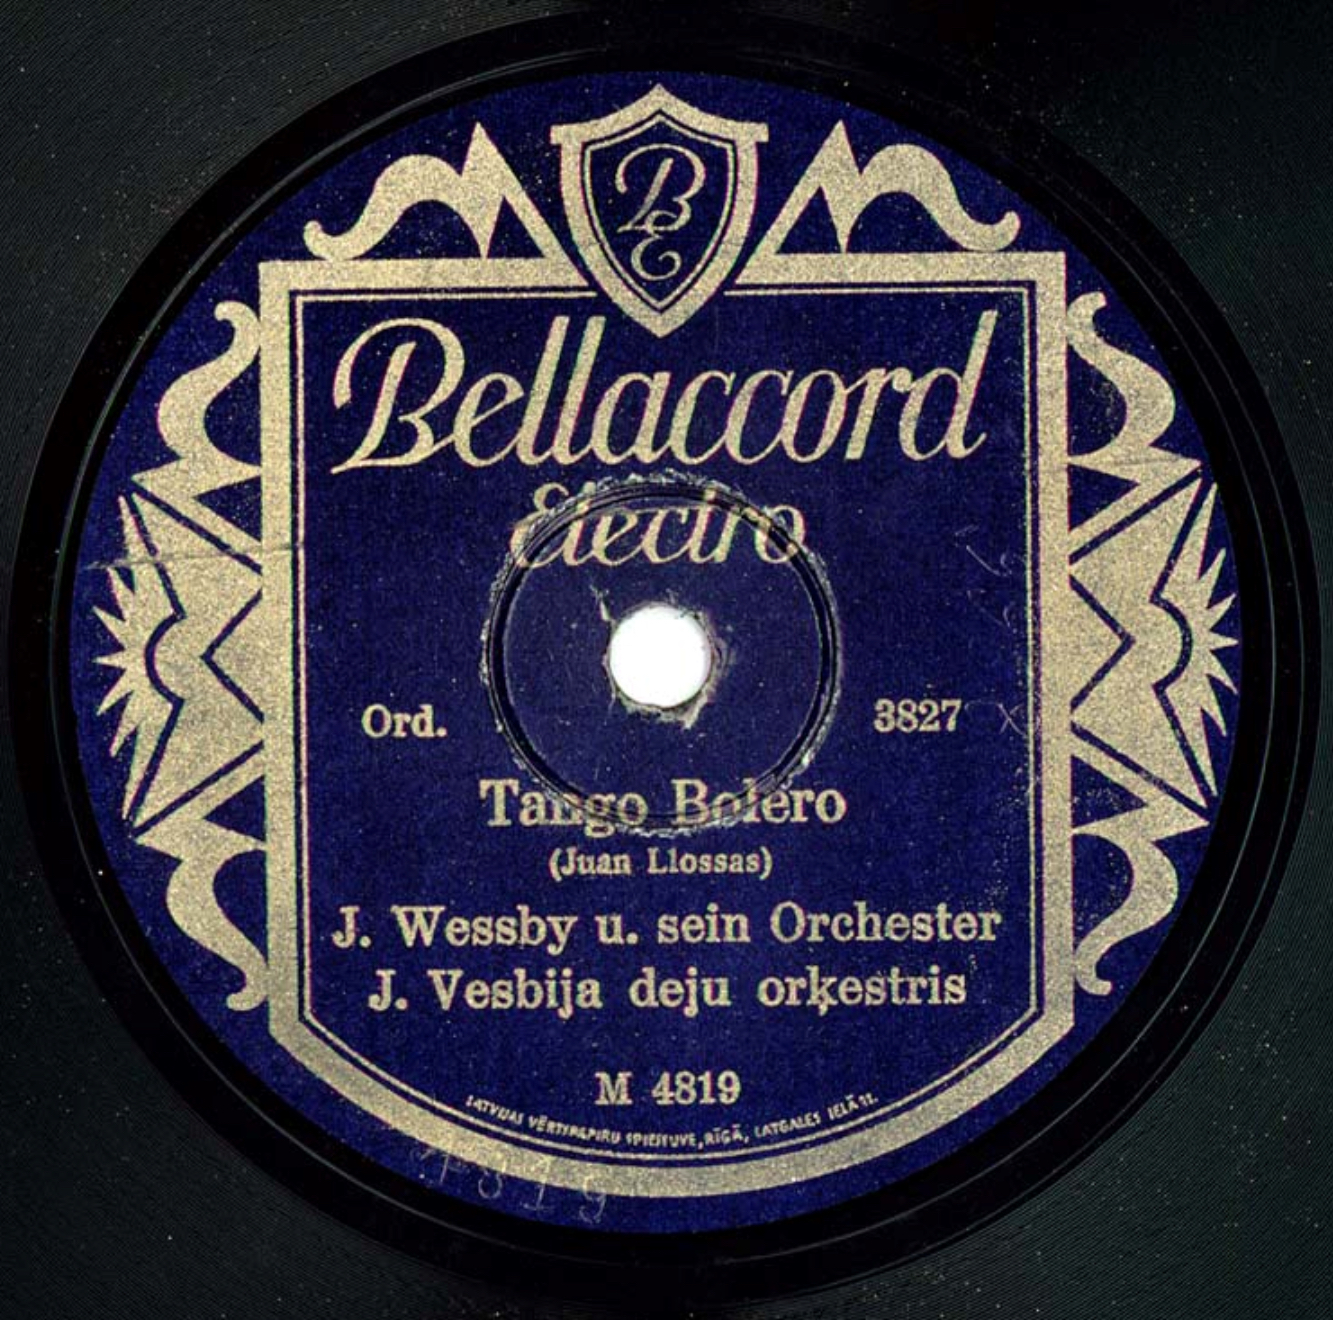 B
E
Bellaccord
Electro
Ord. 3827
Tango Bolero
(Juan Llossas)
J. Wessby u. sein Orchester
J. Vesbija deju orķestris
M 4819
LATVIJAS VĒRTSPAPIRU SPIESTUVE, RĪGĀ, LATGALES IELĀ 11.
4819